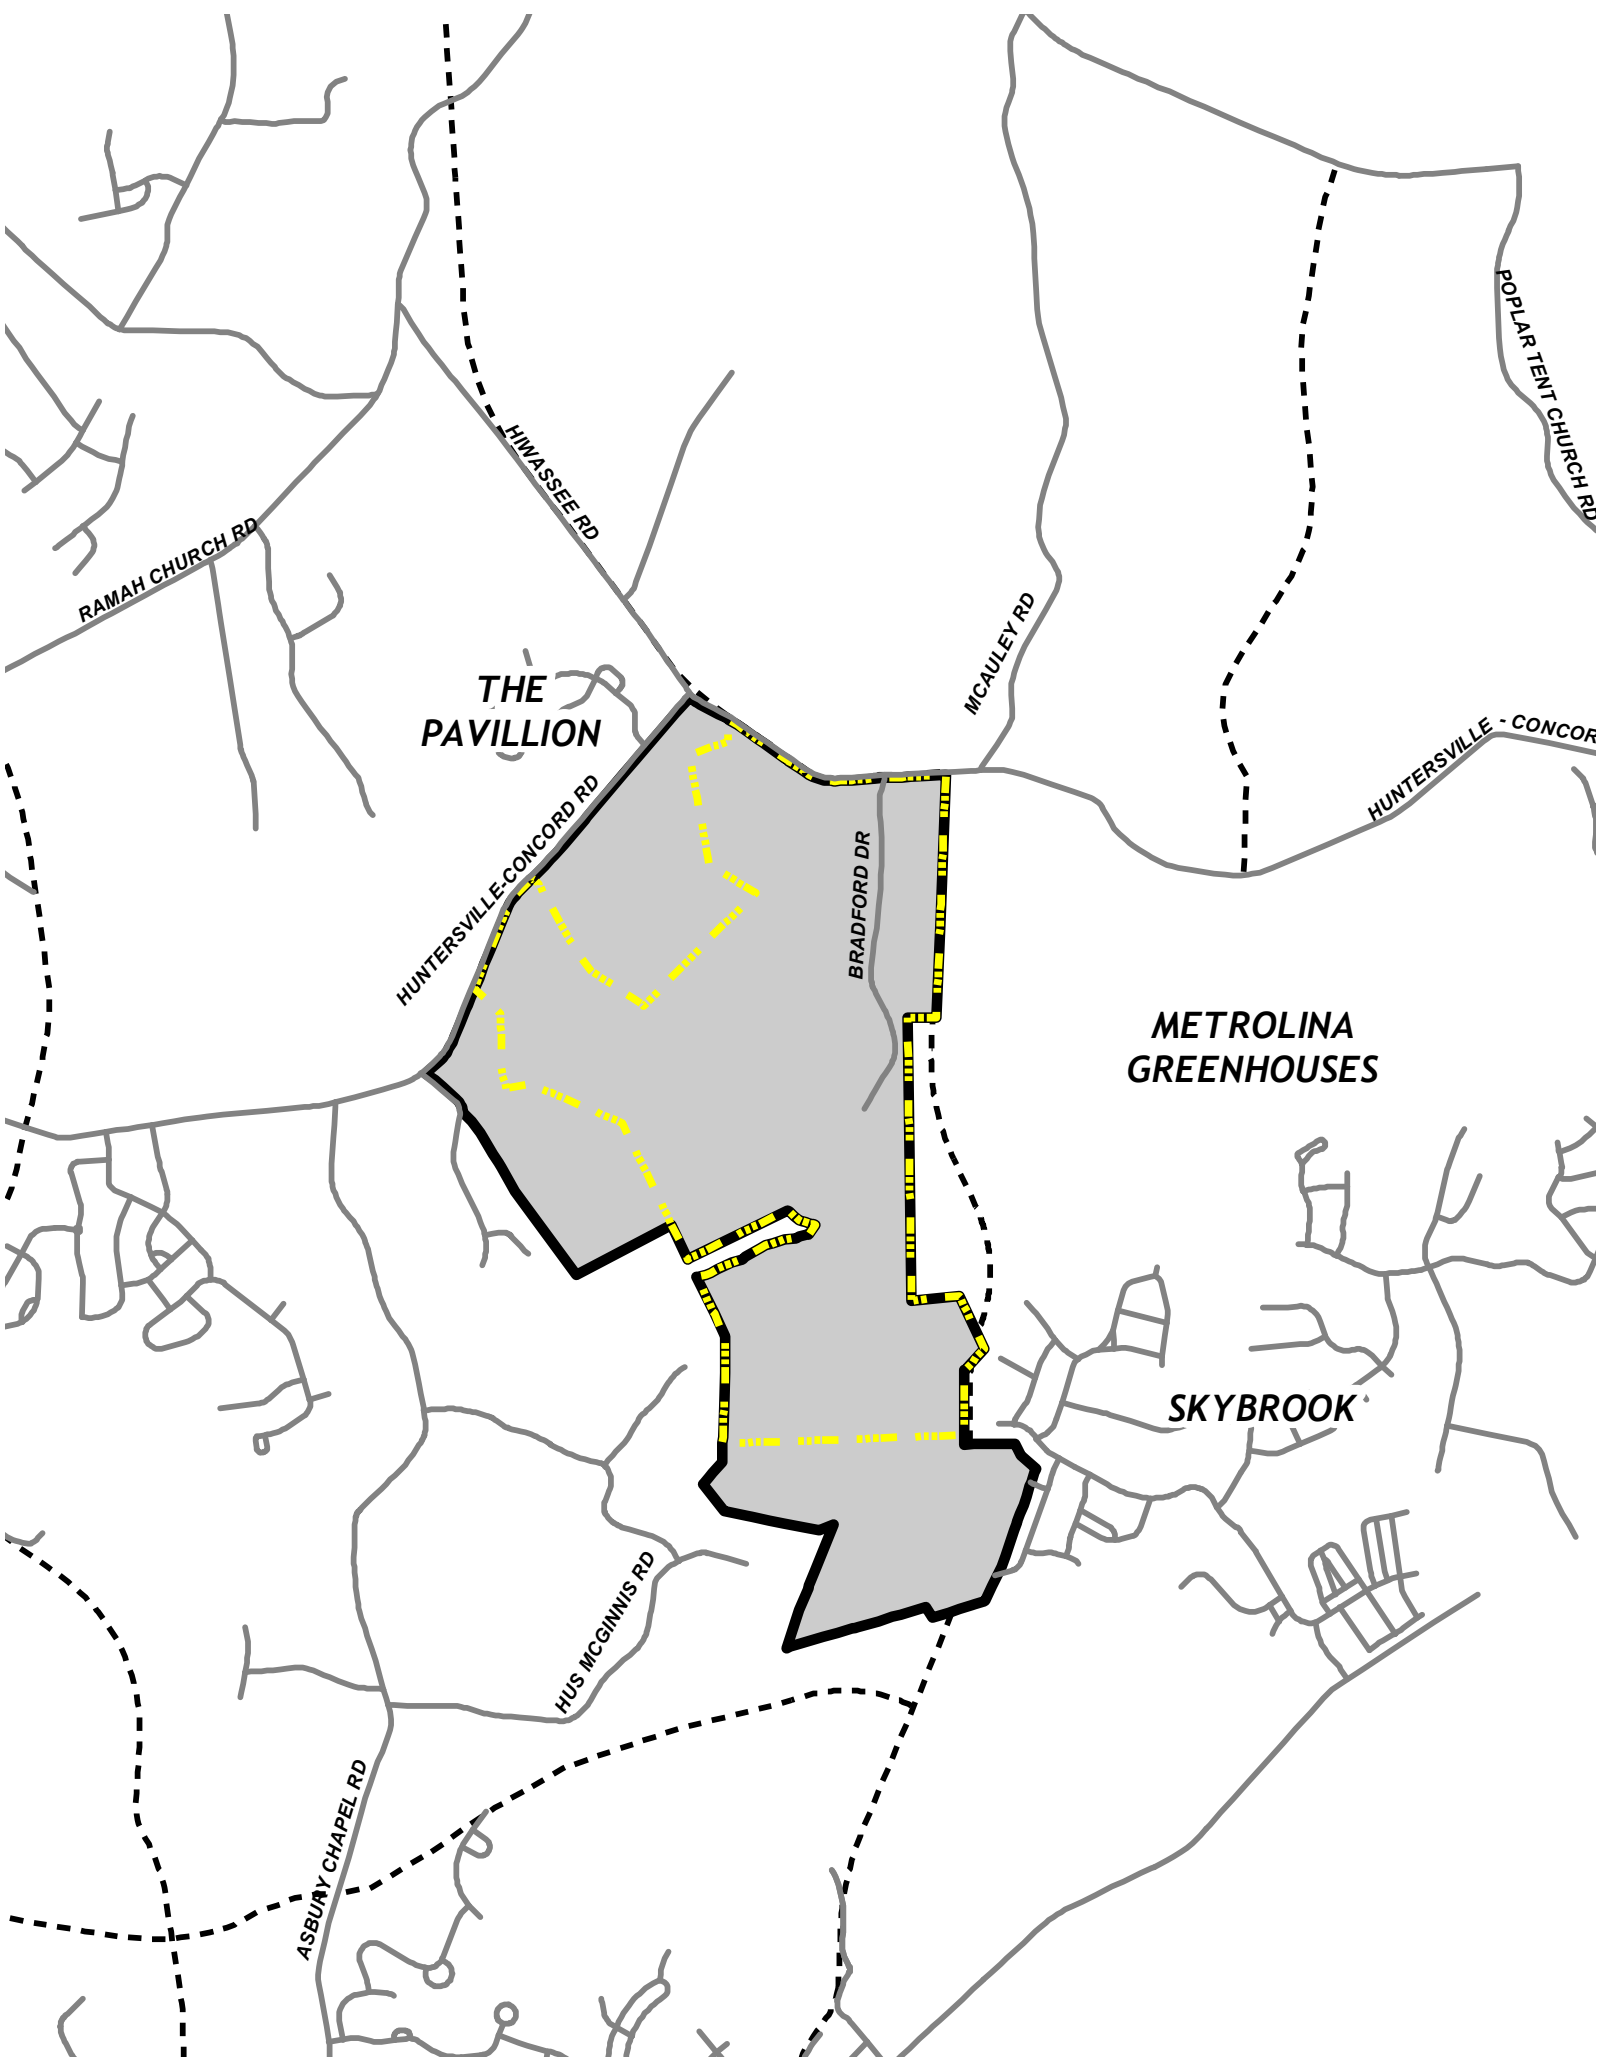 POPLAR TENT CHURCH RD
HIWASSEE RD
RAMAH CHURCH RD
MCAULEY RD
THE
PAVILLION
HUNTERSVILLE - CONCOR
HUNTERSVILLE-CONCORD RD
BRADFORD DR
METROLINA
GREENHOUSES
SKYBROOK
HUS MCGINNIS RD
ASBURY CHAPEL RD